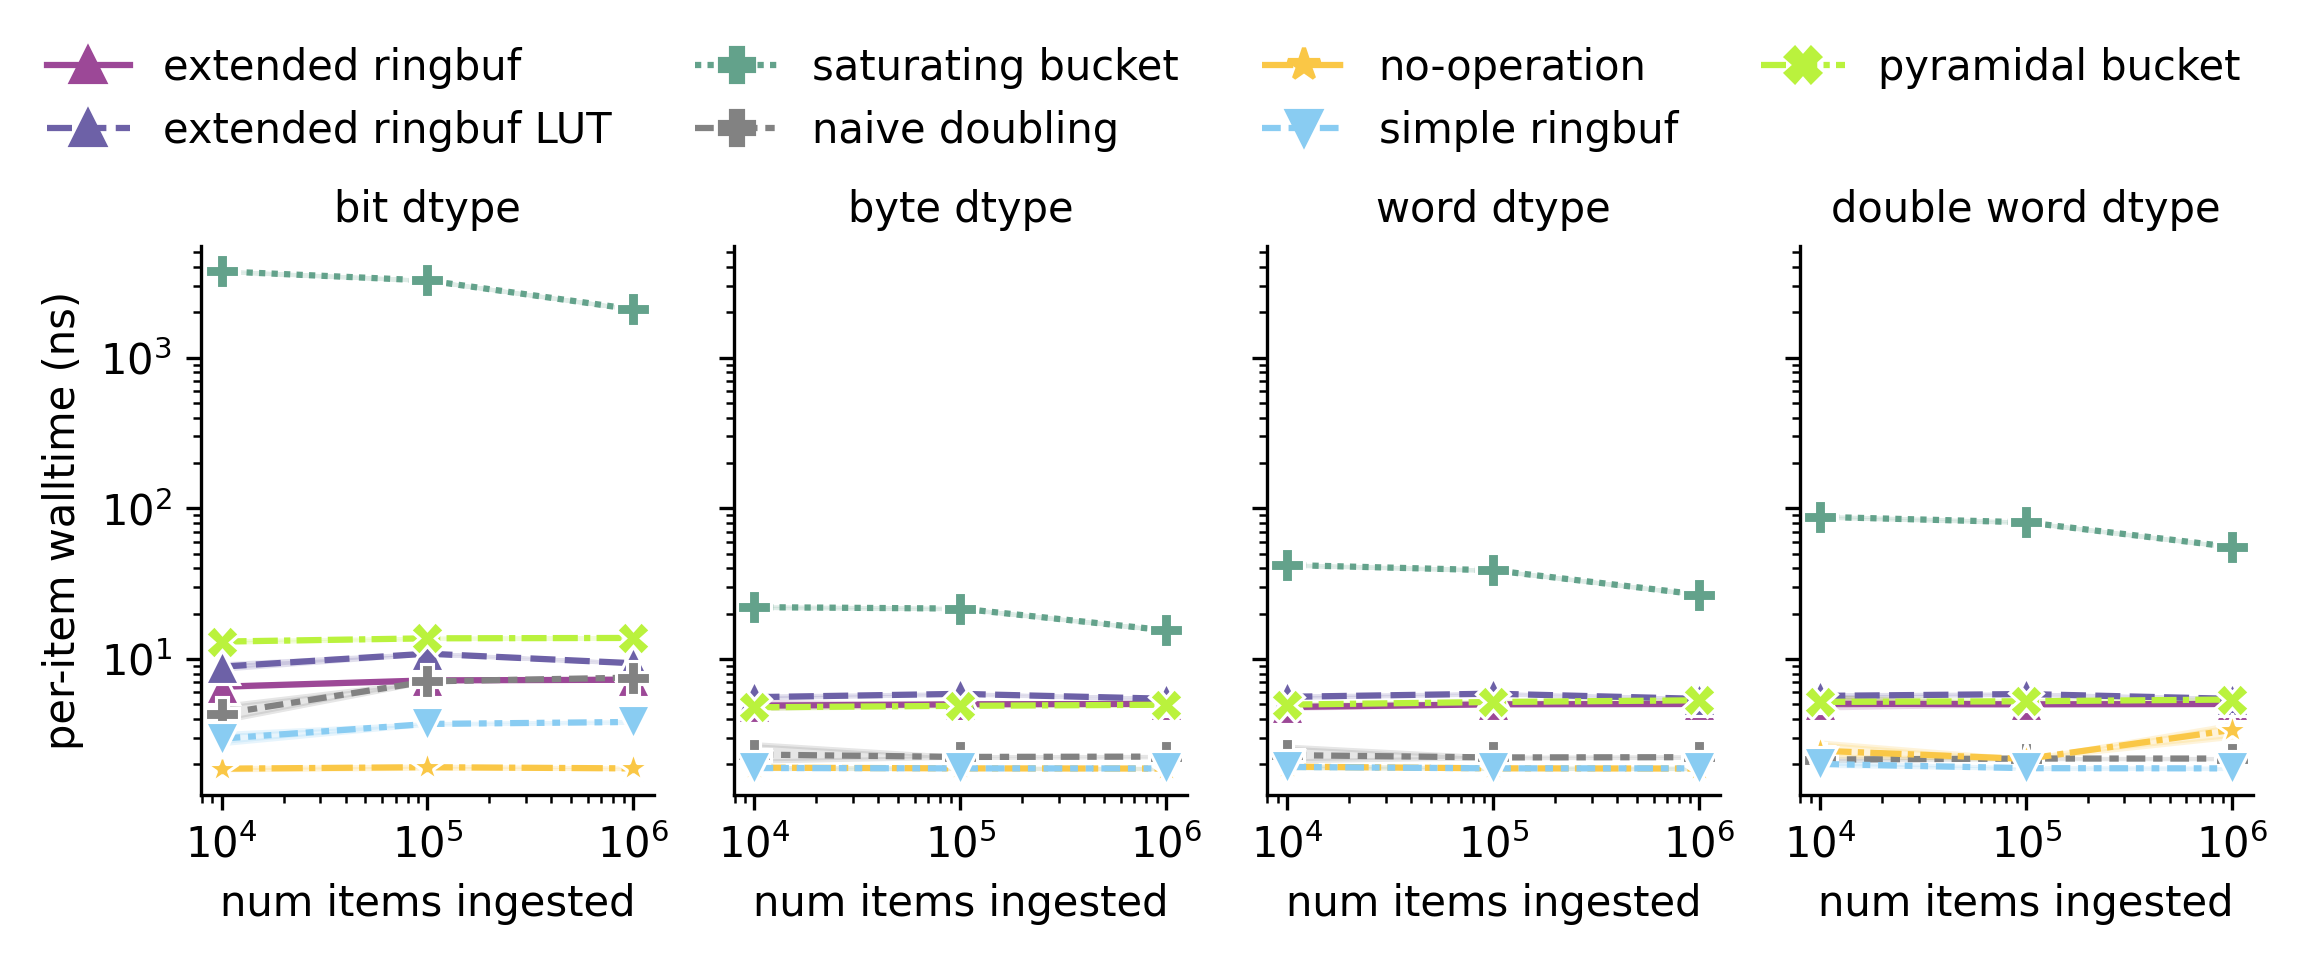 extended ringbuf
saturating bucket
no-operation
pyramidal bucket
extended ringbuf LUT
naive doubling
simple ringbuf
bit dtype
byte dtype
word dtype
double word dtype
per-item walltime (ns)
10³
10²
10¹
10⁴ 10⁵ 10⁶
10⁴ 10⁵ 10⁶
10⁴ 10⁵ 10⁶
10⁴ 10⁵ 10⁶
num items ingested
num items ingested
num items ingested
num items ingested